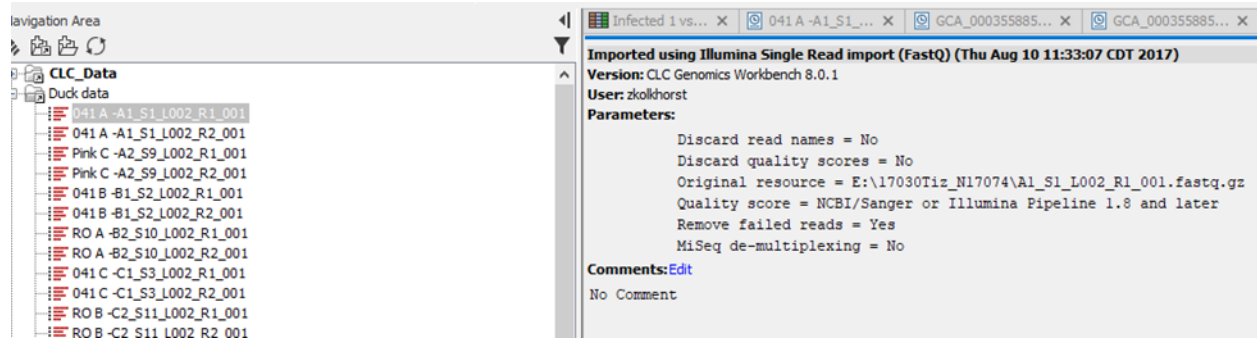 Navigation Area
CLC_Data
Duck data
041 A -A1_S1_L002_R1_001
041 A -A1_S1_L002_R2_001
Pink C -A2_S9_L002_R1_001
Pink C -A2_S9_L002_R2_001
041 B -B1_S2_L002_R1_001
041 B -B1_S2_L002_R2_001
RO A -B2_S10_L002_R1_001
RO A -B2_S10_L002_R2_001
041 C -C1_S3_L002_R1_001
041 C -C1_S3_L002_R2_001
RO B -C2_S11_L002_R1_001
RO B -C2_S11_L002_R2_001
Infected 1 vs... 041 A -A1_S1_... GCA_000355885... GCA_000355885...
Imported using Illumina Single Read import (FastQ) (Thu Aug 10 11:33:07 CDT 2017)
Version: CLC Genomics Workbench 8.0.1
User: zkolkhorst
Parameters:
Discard read names = No
Discard quality scores = No
Original resource = E:\17030Tiz_N17074\A1_S1_L002_R1_001.fastq.gz
Quality score = NCBI/Sanger or Illumina Pipeline 1.8 and later
Remove failed reads = Yes
MiSeq de-multiplexing = No
Comments: Edit
No Comment